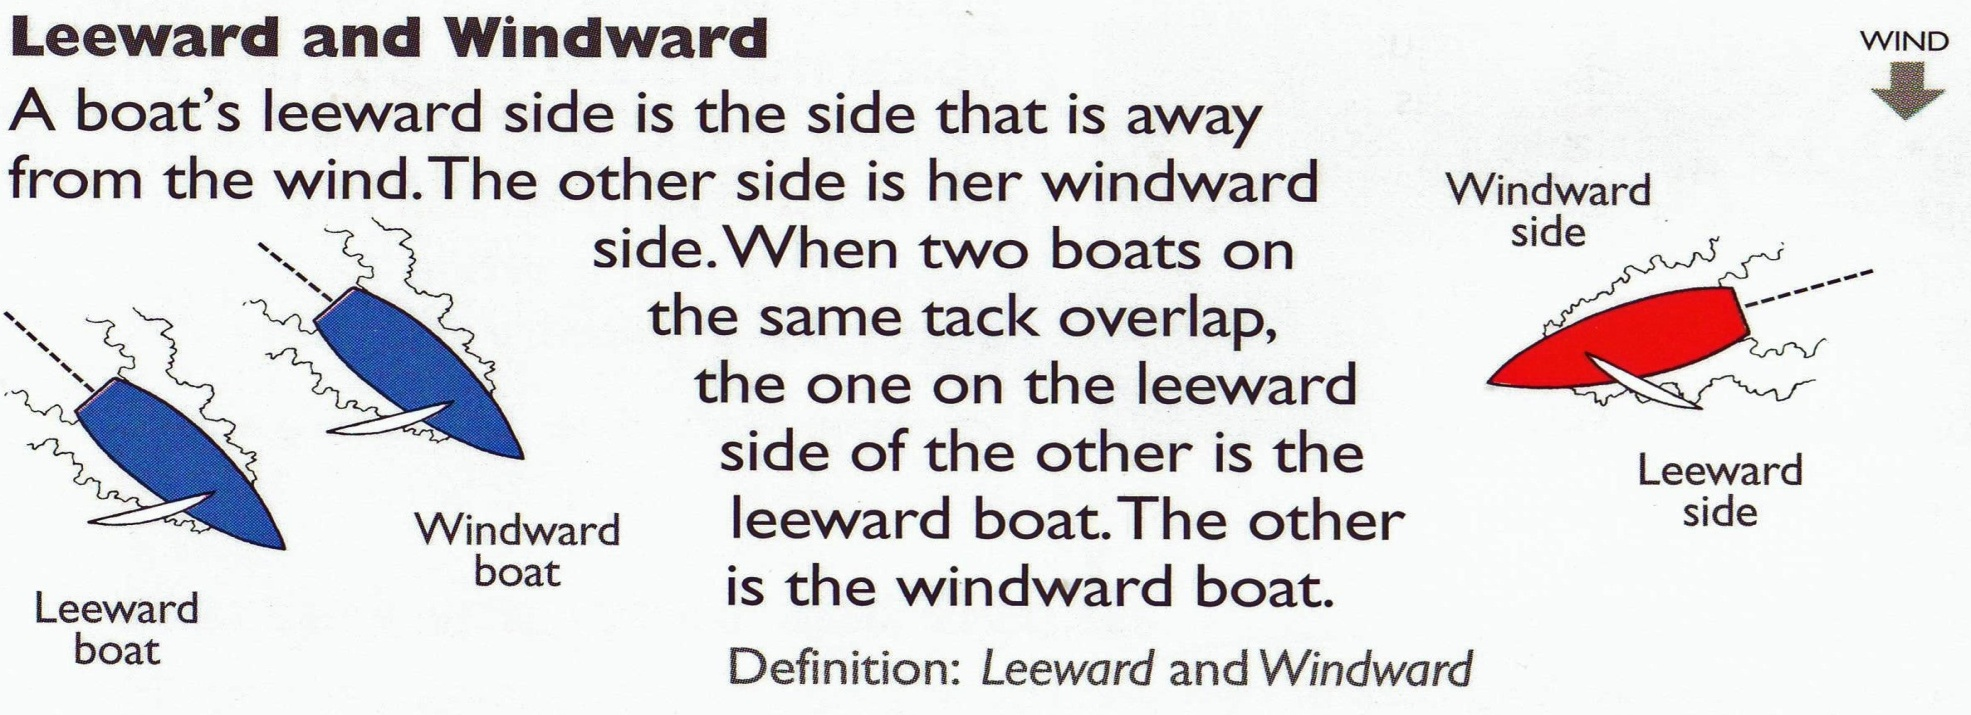 Leeward and Windward
WIND
A boat's leeward side is the side that is away
from the wind. The other side is her windward
side. When two boats on
the same tack overlap,
the one on the leeward
side of the other is the
leeward boat. The other
is the windward boat.
Definition: Leeward and Windward
Windward
side
Leeward
side
Windward
boat
Leeward
boat